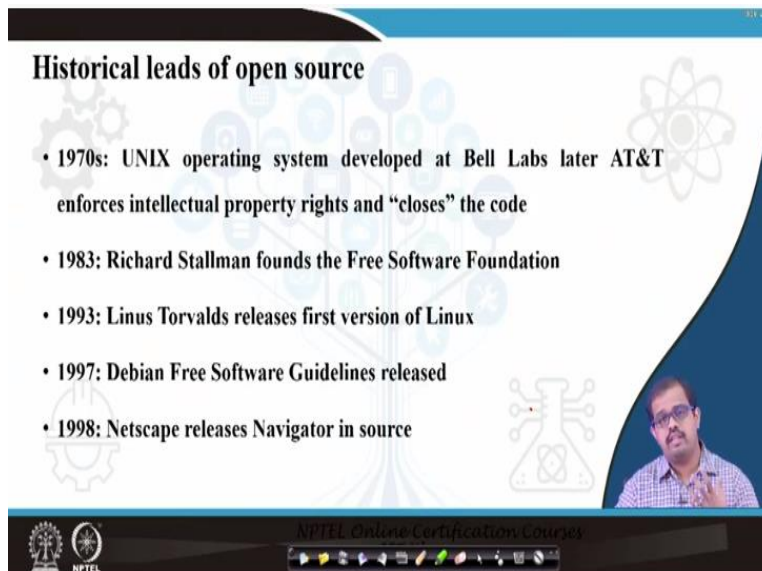 Historical leads of open source
• 1970s: UNIX operating system developed at Bell Labs later AT&T
enforces intellectual property rights and “closes” the code
• 1983: Richard Stallman founds the Free Software Foundation
• 1993: Linus Torvalds releases first version of Linux
• 1997: Debian Free Software Guidelines released
• 1998: Netscape releases Navigator in source
NPTEL Online Certification Courses
NPTEL